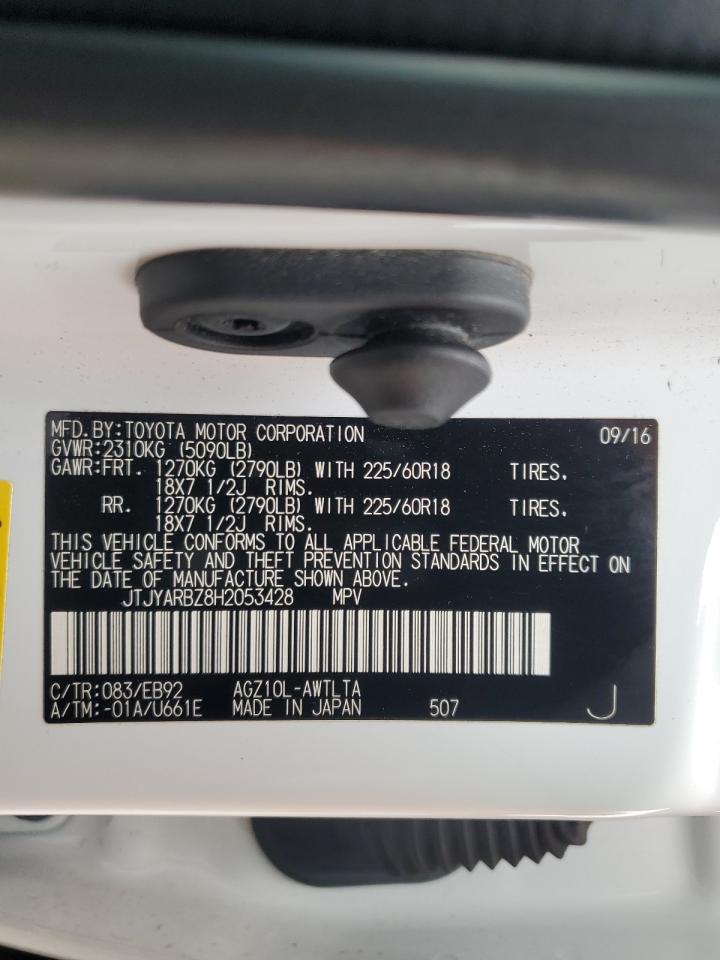 MFD.BY:TOYOTA MOTOR CORPORATION 09/16
GVWR:2310KG (5090LB)
GAWR:FRT. 1270KG (2790LB) WITH 225/60R18 TIRES.
18X7 1/2J RIMS.
RR. 1270KG (2790LB) WITH 225/60R18 TIRES.
18X7 1/2J RIMS.
THIS VEHICLE CONFORMS TO ALL APPLICABLE FEDERAL MOTOR
VEHICLE SAFETY AND THEFT PREVENTION STANDARDS IN EFFECT ON
THE DATE OF MANUFACTURE SHOWN ABOVE.
JTJYARBZ8H2053428 MPV
C/TR:083/EB92 AGZ10L-AWTLTA
A/TM:-01A/U661E MADE IN JAPAN 507 J